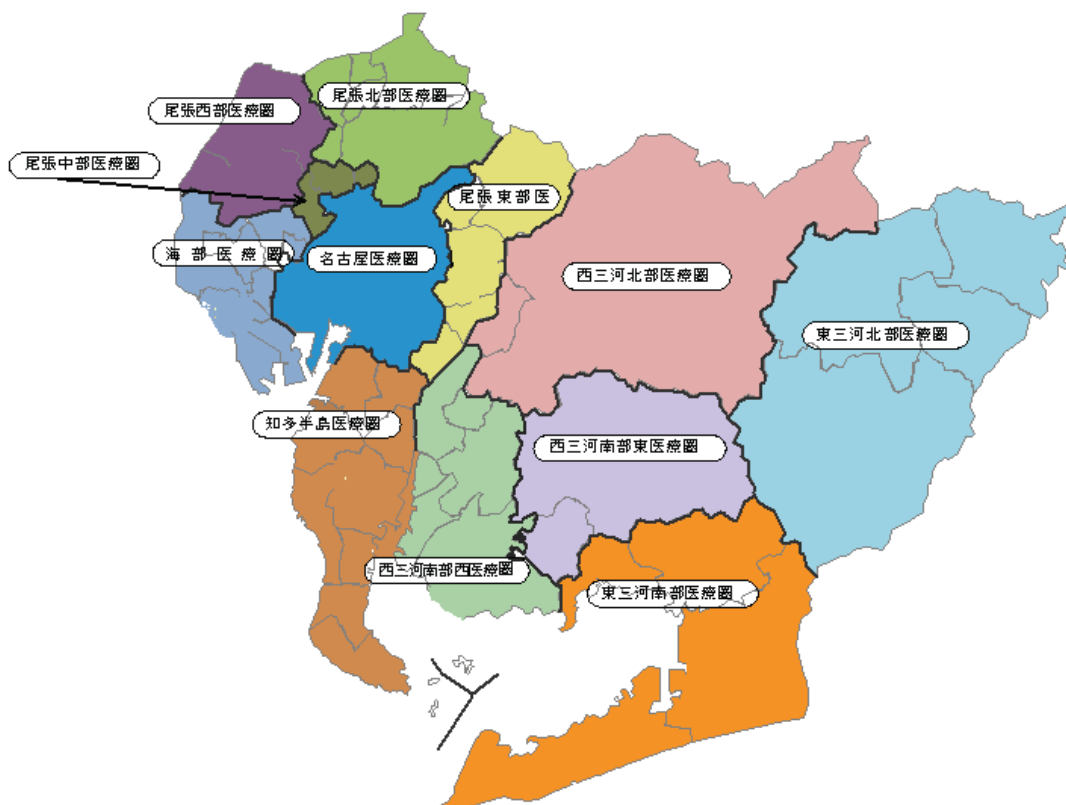 尾張北部医療圏
尾張西部医療圏
尾張中部医療圏
尾張東部医
海部医療圏
名古屋医療圏
西三河北部医療圏
東三河北部医療圏
知多半島医療圏
西三河南部東医療圏
西三河南部西医療圏
東三河南部医療圏